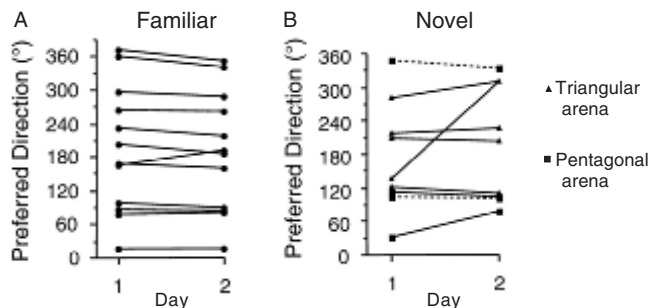 A Familiar
Preferred Direction (°)
360
300
240
180
120
60
0
1 2
Day
B Novel
Preferred Direction (°)
360
300
240
180
120
60
0
1 2
Day
Triangular
arena
Pentagonal
arena